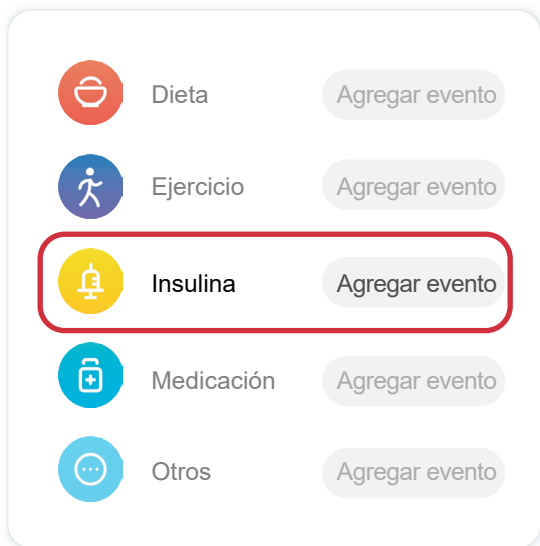 Dieta Agregar evento
Ejercicio Agregar evento
Insulina Agregar evento
Medicación Agregar evento
Otros Agregar evento